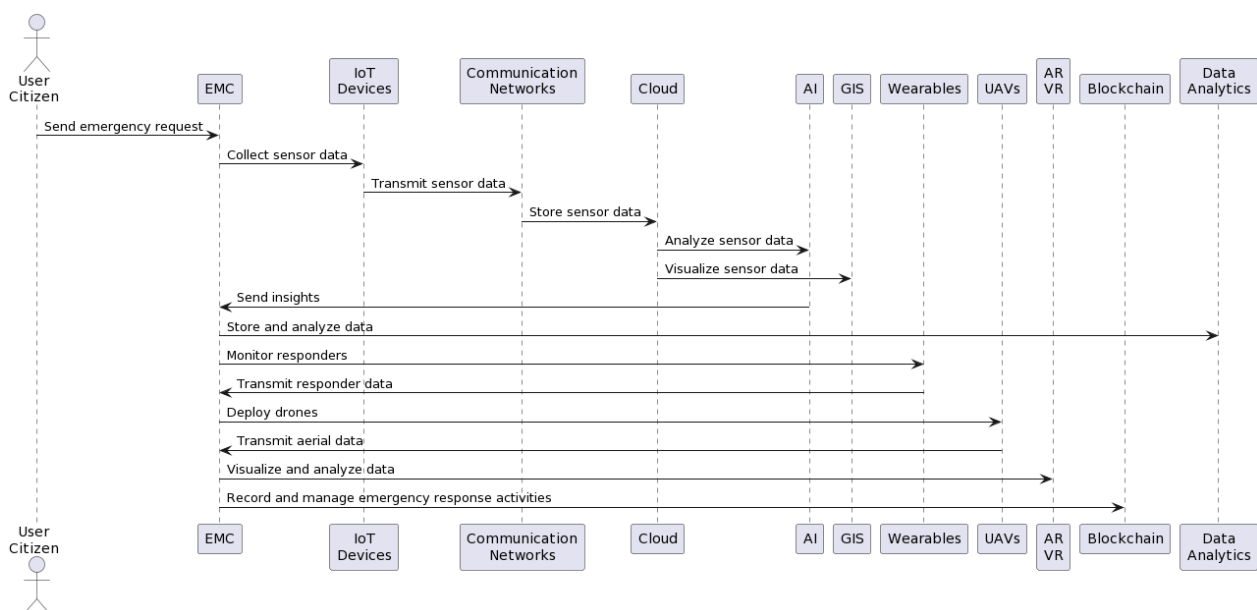 User
Citizen
EMC
IoT
Devices
Communication
Networks
Cloud
AI
GIS
Wearables
UAVs
AR
VR
Blockchain
Data
Analytics
Send emergency request
Collect sensor data
Transmit sensor data
Store sensor data
Analyze sensor data
Visualize sensor data
Send insights
Store and analyze data
Monitor responders
Transmit responder data
Deploy drones
Transmit aerial data
Visualize and analyze data
Record and manage emergency response activities
User
Citizen
EMC
IoT
Devices
Communication
Networks
Cloud
AI
GIS
Wearables
UAVs
AR
VR
Blockchain
Data
Analytics